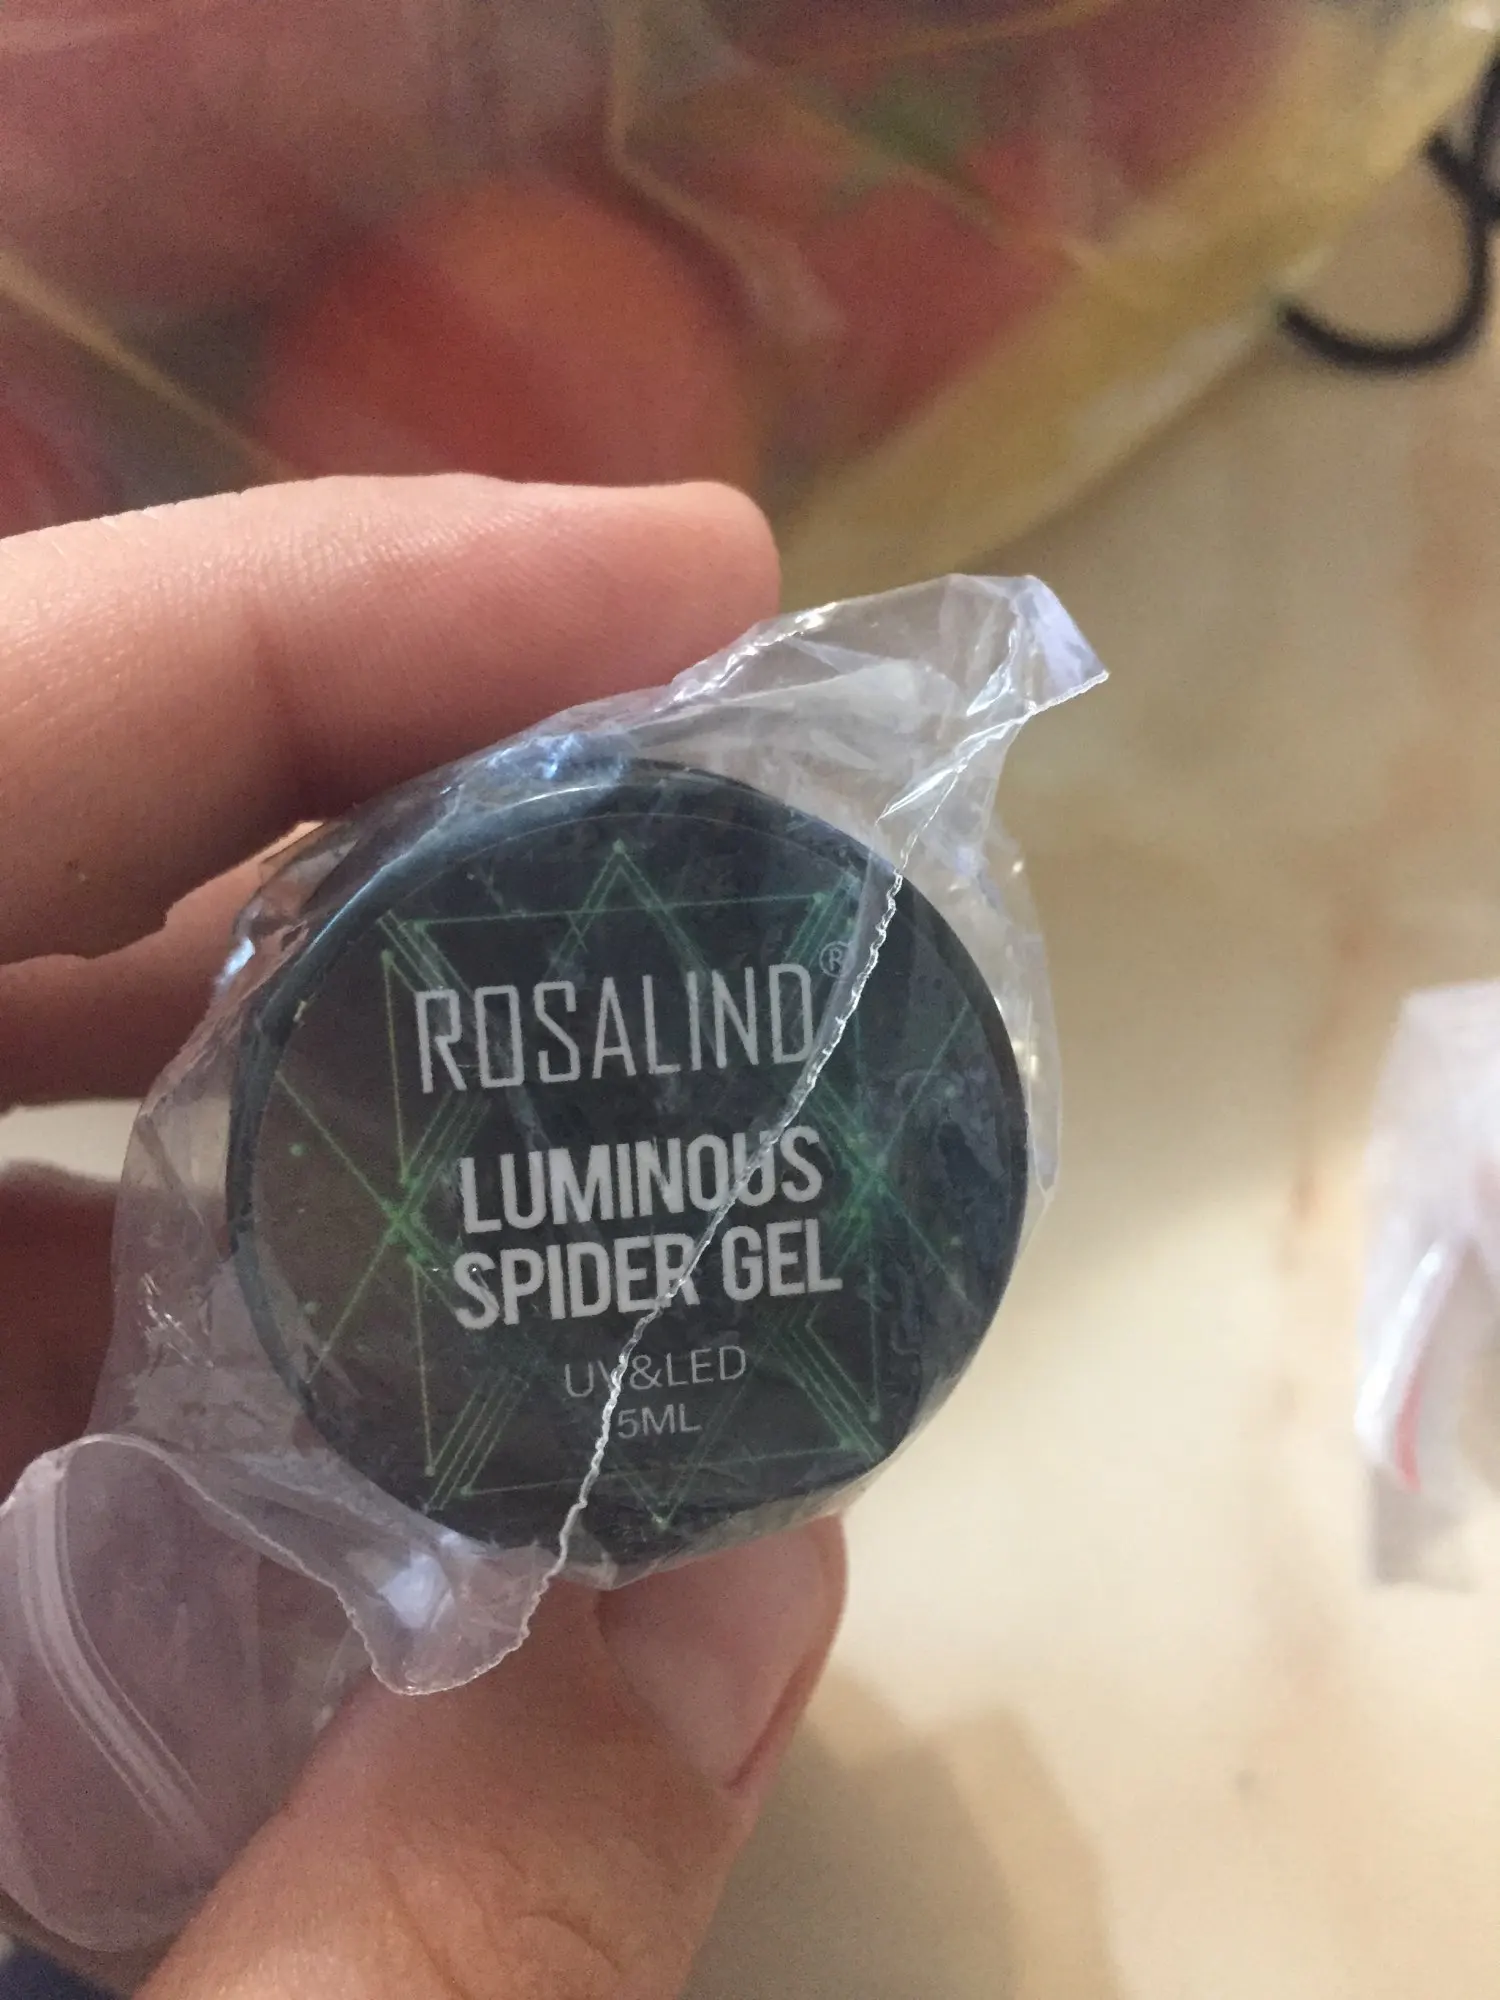 ROSALIND®
LUMINOUS
SPIDER GEL
UV&LED
5ML